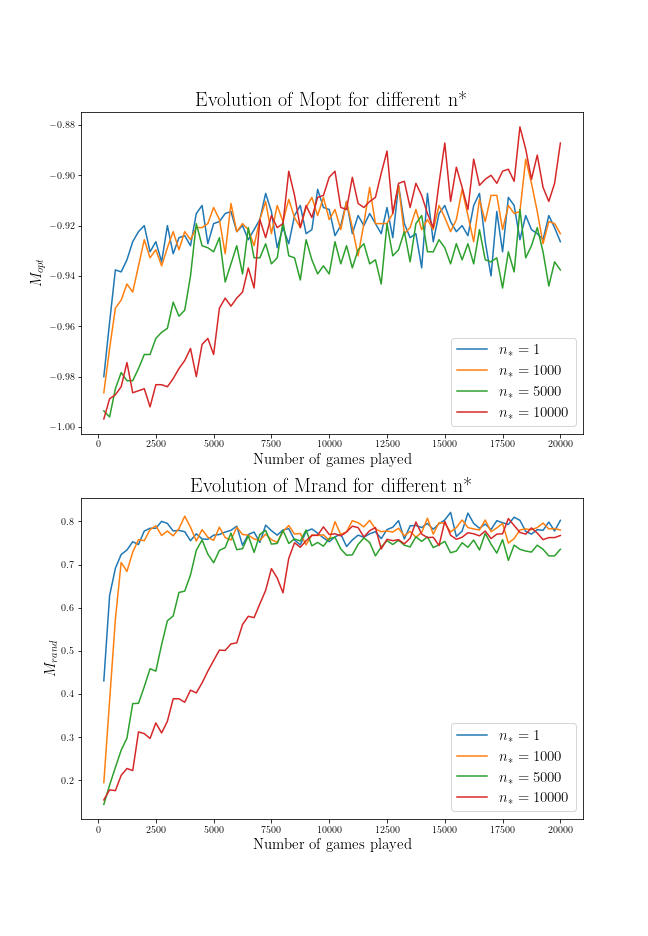 Evolution of Mopt for different n*
−0.88
−0.90
−0.92
−0.94
−0.96
−0.98
−1.00
M_opt
n_* = 1
n_* = 1000
n_* = 5000
n_* = 10000
0 2500 5000 7500 10000 12500 15000 17500 20000
Number of games played
Evolution of Mrand for different n*
0.8
0.7
0.6
0.5
0.4
0.3
0.2
M_rand
n_* = 1
n_* = 1000
n_* = 5000
n_* = 10000
0 2500 5000 7500 10000 12500 15000 17500 20000
Number of games played